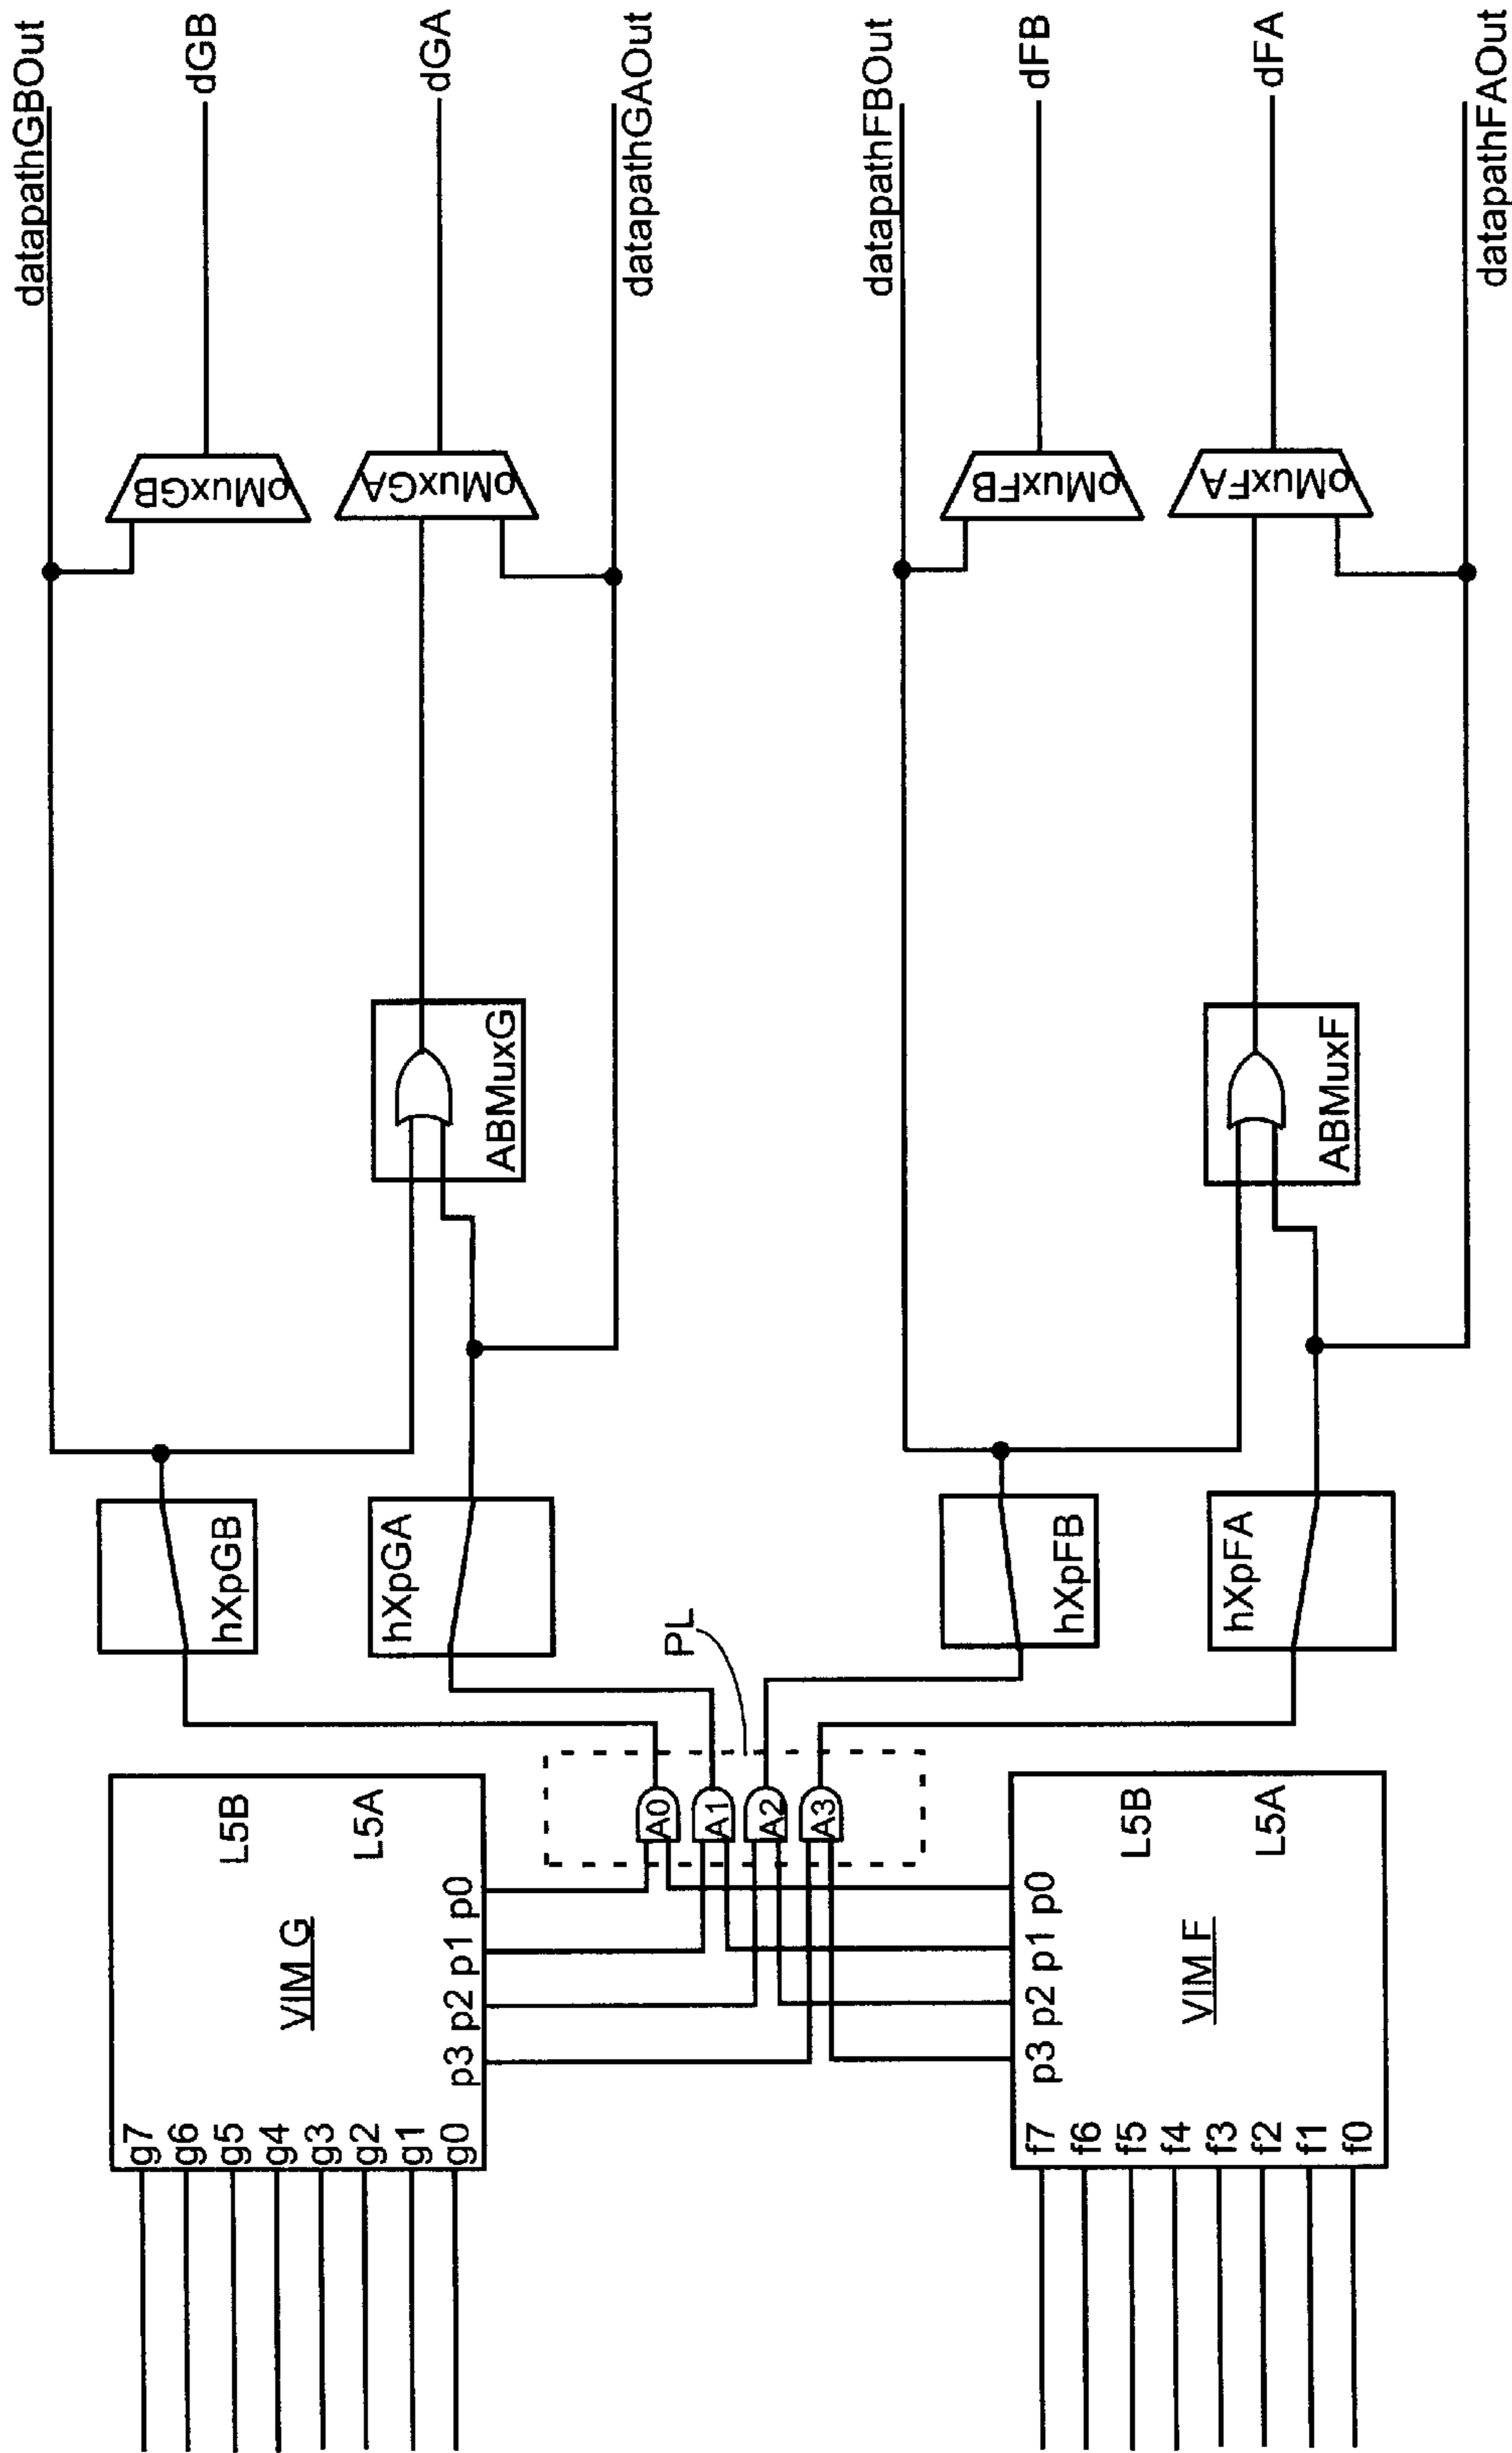 datapathGBOut
dGB
dGA
datapathGAOut
datapathFBOut
dFB
dFA
datapathFAOut
oMuxGB
oMuxGA
oMuxFB
oMuxFA
ABMuxG
ABMuxF
hXpGB
hXpGA
hXpFB
hXpFA
PL
A0
A1
A2
A3
VIM G
L5B
L5A
p3 p2 p1 p0
g7
g6
g5
g4
g3
g2
g1
g0
VIM F
L5B
L5A
p3 p2 p1 p0
f7
f6
f5
f4
f3
f2
f1
f0